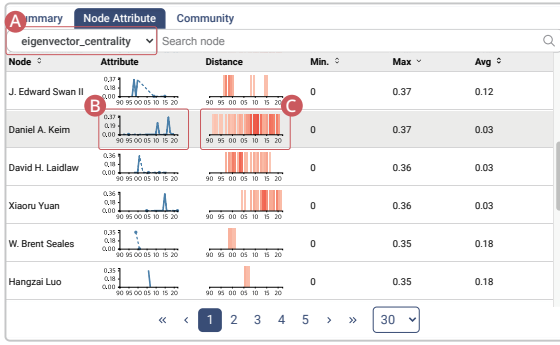 A
ummary Node Attribute Community
eigenvector_centrality Search node
Node Attribute Distance Min. Max Avg
J. Edward Swan II 0.37 0.18 0.00 90 95 00 05 10 15 20 90 95 00 05 10 15 20 0 0.37 0.12
B C
Daniel A. Keim 0.37 0.19 0.00 90 95 00 05 10 15 20 90 95 00 05 10 15 20 0 0.37 0.03
David H. Laidlaw 0.36 0.18 0.00 90 95 00 05 10 15 20 90 95 00 05 10 15 20 0 0.36 0.03
Xiaoru Yuan 0.36 0.18 0.00 90 95 00 05 10 15 20 90 95 00 05 10 15 20 0 0.36 0.03
W. Brent Seales 0.35 0.18 0.00 90 95 00 05 10 15 20 90 95 00 05 10 15 20 0 0.35 0.18
Hangzai Luo 0.35 0.18 0.00 90 95 00 05 10 15 20 90 95 00 05 10 15 20 0 0.35 0.18
« ‹ 1 2 3 4 5 › » 30